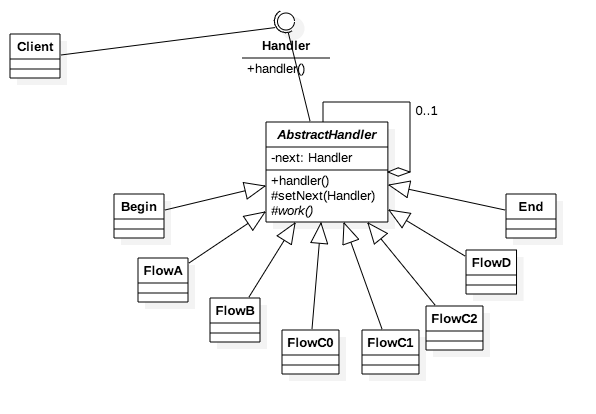 Client
Handler
+handler()
0..1
AbstractHandler
-next: Handler
+handler()
#setNext(Handler)
#work()
Begin
End
FlowA
FlowD
FlowB
FlowC2
FlowC0
FlowC1